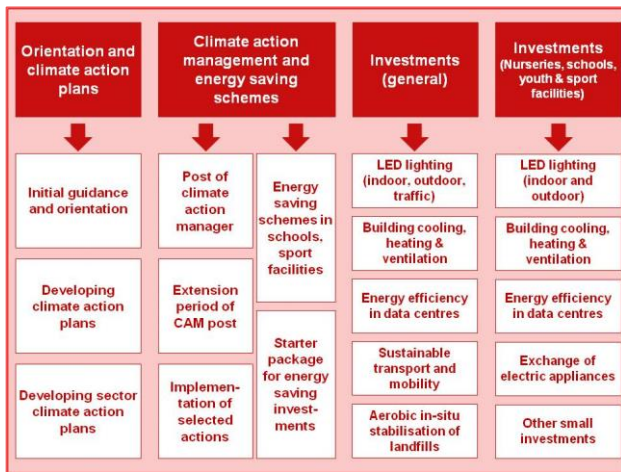 Orientation and
climate action
plans
Climate action
management and
energy saving
schemes
Investments
(general)
Investments
(Nurseries, schools,
youth & sport
facilities)
Initial guidance
and orientation
Developing
climate action
plans
Developing sector
climate action
plans
Post of
climate
action
manager
Extension
period of
CAM post
Implemen-
tation of
selected
actions
Energy
saving
schemes in
schools,
sport
facilities
Starter
package
for energy
saving
invest-
ments
LED lighting
(indoor, outdoor,
traffic)
Building cooling,
heating &
ventilation
Energy efficiency
in data centres
Sustainable
transport and
mobility
Aerobic in-situ
stabilisation of
landfills
LED lighting
(indoor and
outdoor)
Building cooling,
heating &
ventilation
Energy efficiency
in data centres
Exchange of
electric appliances
Other small
investments